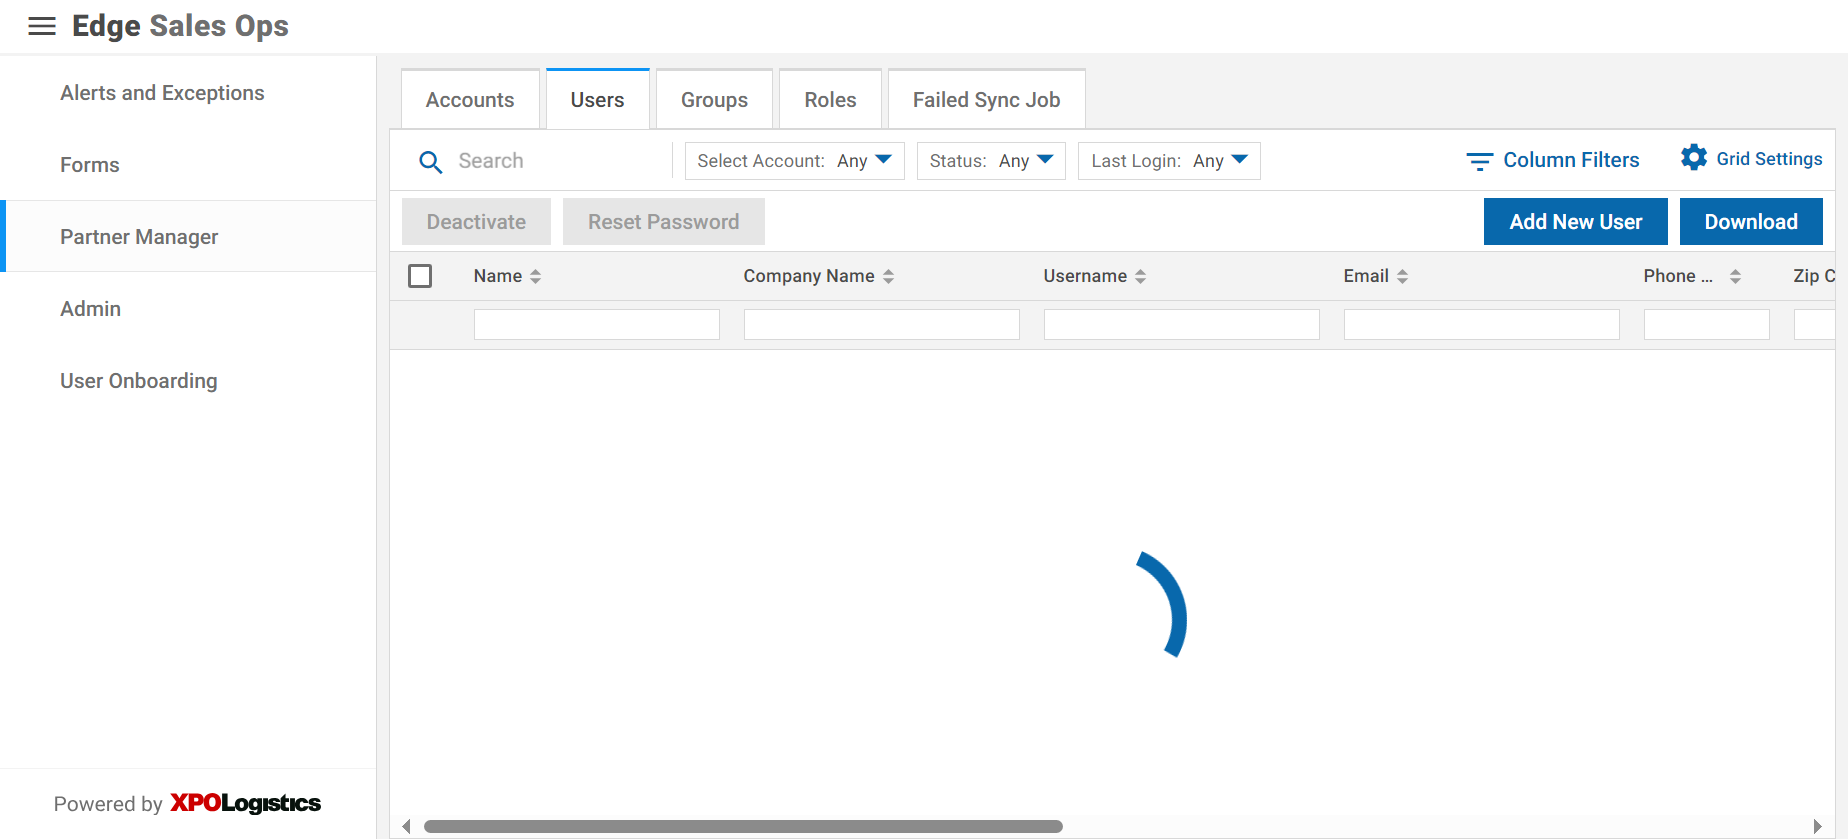 Edge Sales Ops
Alerts and Exceptions
Forms
Partner Manager
Admin
User Onboarding
Powered by XPOLogistics
Accounts
Users
Groups
Roles
Failed Sync Job
Search
Select Account: Any
Status: Any
Last Login: Any
Column Filters
Grid Settings
Deactivate
Reset Password
Add New User
Download
Name
Company Name
Username
Email
Phone ...
Zip C